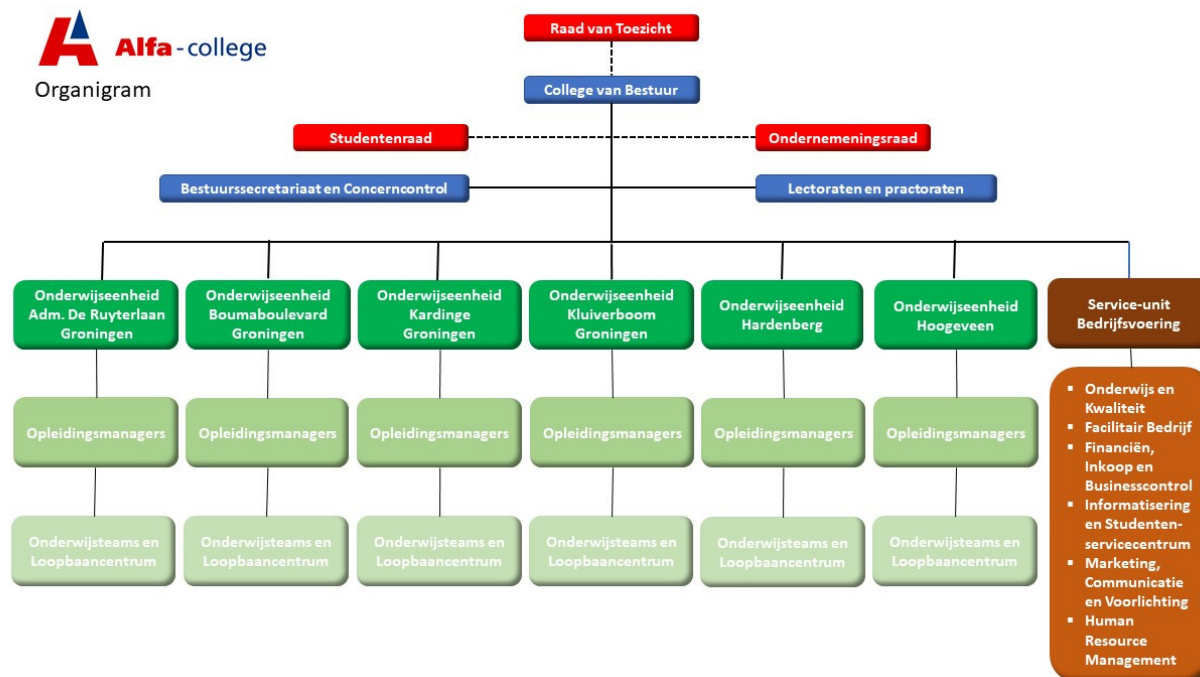 Alfa-college
Organigram
Raad van Toezicht
College van Bestuur
Studentenraad
Ondernemingsraad
Bestuurssecretariaat en Concerncontrol
Lectoraten en practoraten
Onderwijseenheid
Adm. De Ruyterlaan
Groningen
Onderwijseenheid
Boumaboulevard
Groningen
Onderwijseenheid
Kardinge
Groningen
Onderwijseenheid
Kluiverboom
Groningen
Onderwijseenheid
Hardenberg
Onderwijseenheid
Hoogeveen
Service-unit
Bedrijfsvoering
Opleidingsmanagers
Opleidingsmanagers
Opleidingsmanagers
Opleidingsmanagers
Opleidingsmanagers
Opleidingsmanagers
Onderwijsteams en
Loopbaancentrum
Onderwijsteams en
Loopbaancentrum
Onderwijsteams en
Loopbaancentrum
Onderwijsteams en
Loopbaancentrum
Onderwijsteams en
Loopbaancentrum
Onderwijsteams en
Loopbaancentrum
▪ Onderwijs en
Kwaliteit
▪ Facilitair Bedrijf
▪ Financiën,
Inkoop en
Businesscontrol
▪ Informatisering
en Studenten-
servicecentrum
▪ Marketing,
Communicatie
en Voorlichting
▪ Human
Resource
Management